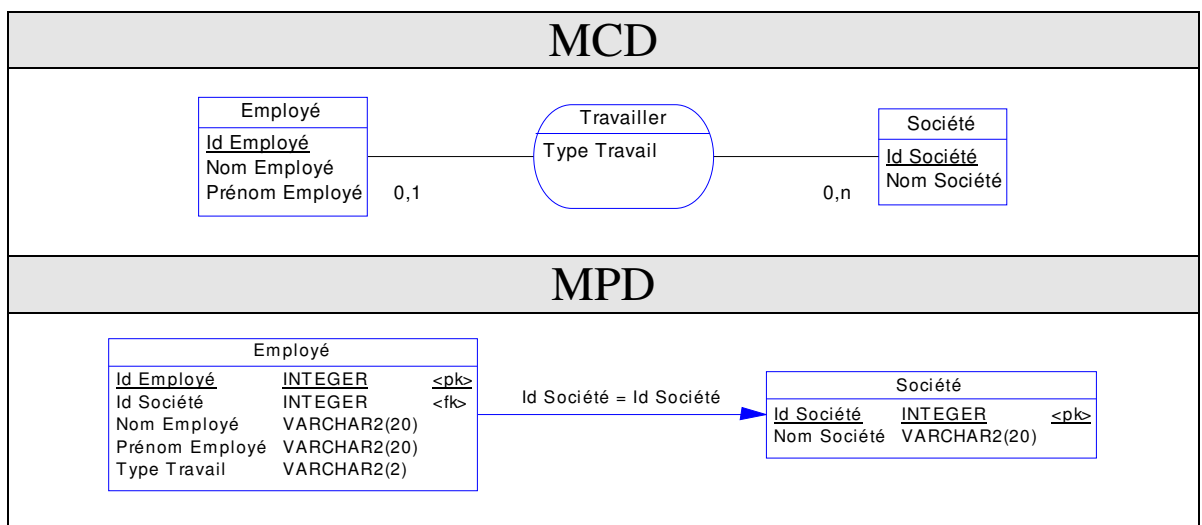 MCD
Employé
Id Employé
Nom Employé
Prénom Employé
0,1
Travailler
Type Travail
0,n
Société
Id Société
Nom Société
MPD
Employé
Id Employé INTEGER <pk>
Id Société INTEGER <fk>
Nom Employé VARCHAR2(20)
Prénom Employé VARCHAR2(20)
Type Travail VARCHAR2(2)
Id Société = Id Société
Société
Id Société INTEGER <pk>
Nom Société VARCHAR2(20)